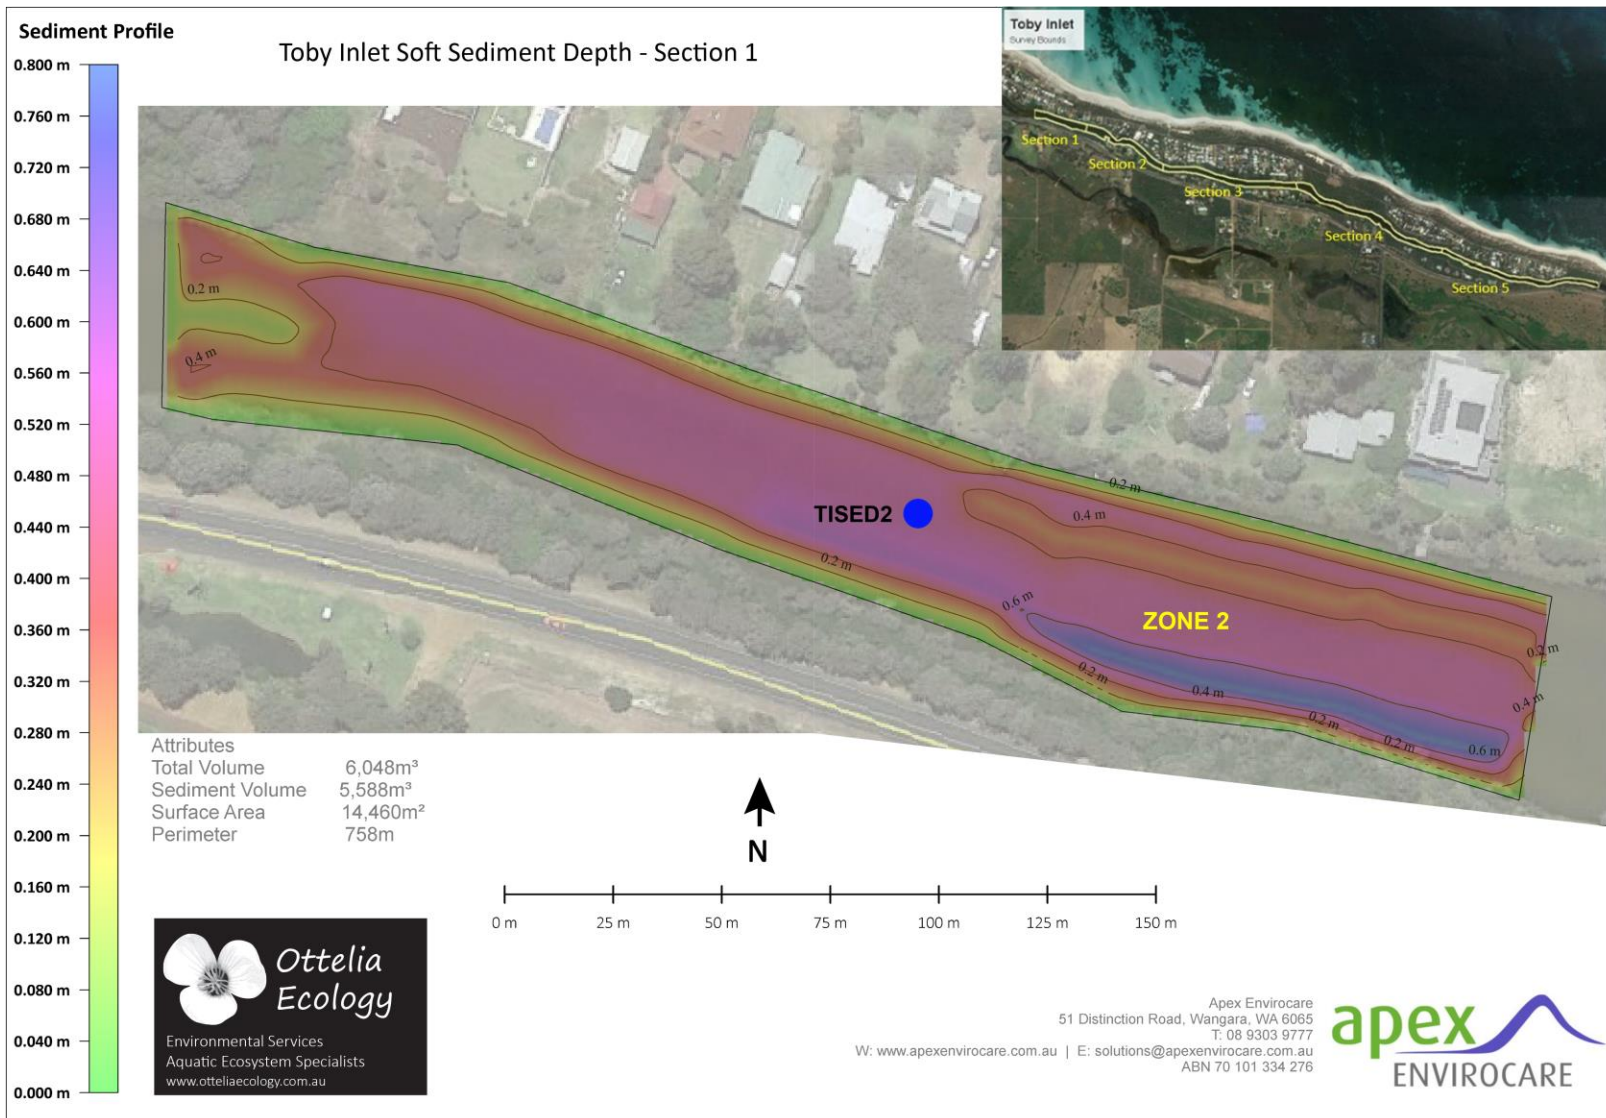 Sediment Profile
Toby Inlet Soft Sediment Depth - Section 1
0.800 m
0.760 m
0.720 m
0.680 m
0.640 m
0.600 m
0.560 m
0.520 m
0.480 m
0.440 m
0.400 m
0.360 m
0.320 m
0.280 m
0.240 m
0.200 m
0.160 m
0.120 m
0.080 m
0.040 m
0.000 m
Toby Inlet
Survey Bounds
Section 1
Section 2
Section 3
Section 4
Section 5
0.2 m
0.4 m
0.2 m
0.4 m
TISED2
0.2 m
0.6 m
ZONE 2
0.2 m
0.2 m
0.4 m
0.4 m
0.2 m
0.2 m
0.6 m
Attributes
Total Volume 6,048m³
Sediment Volume 5,588m³
Surface Area 14,460m²
Perimeter 758m
N
0 m 25 m 50 m 75 m 100 m 125 m 150 m
Ottelia
Ecology
Environmental Services
Aquatic Ecosystem Specialists
www.otteliaecology.com.au
Apex Envirocare
51 Distinction Road, Wangara, WA 6065
T: 08 9303 9777
W: www.apexenvirocare.com.au | E: solutions@apexenvirocare.com.au
ABN 70 101 334 276
apex
ENVIROCARE